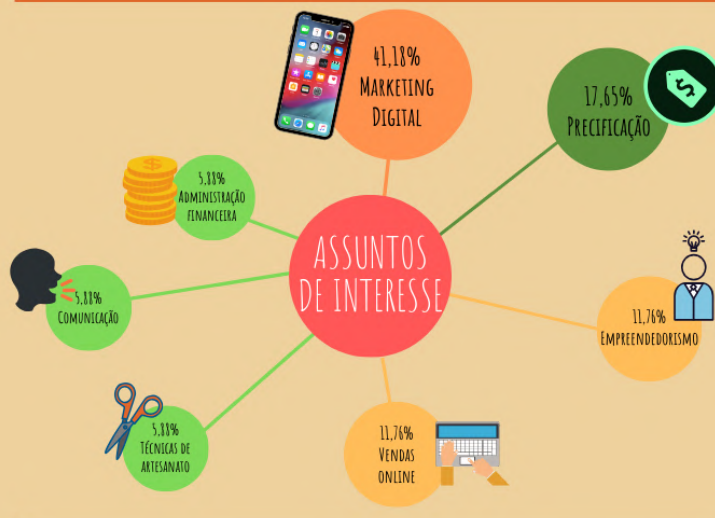 41,18%
Marketing
Digital
17,65%
Precificação
5,88%
Administração
financeira
ASSUNTOS
DE INTERESSE
5,88%
Comunicação
11,76%
Empreendedorismo
5,88%
Técnicas de
artesanato
11,76%
Vendas
online